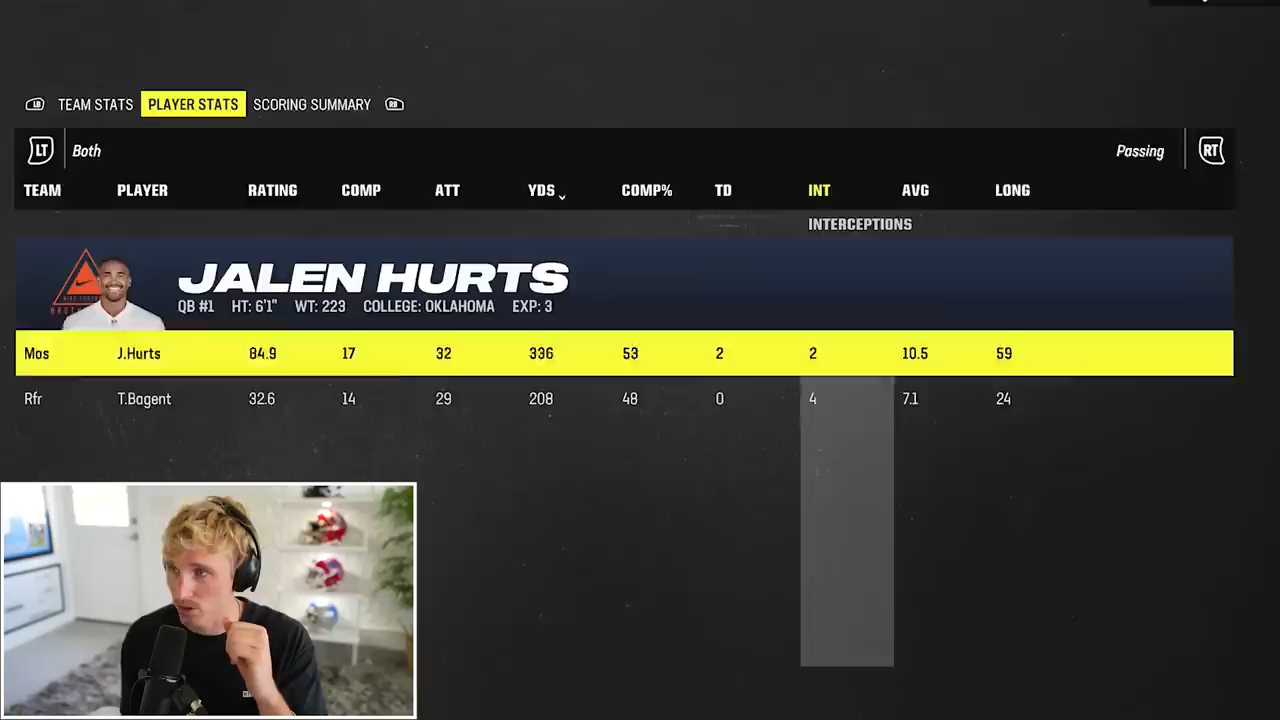 LB TEAM STATS PLAYER STATS SCORING SUMMARY RB
LT Both Passing RT
TEAM PLAYER RATING COMP ATT YDS COMP% TD INT AVG LONG
INTERCEPTIONS
JALEN HURTS
QB #1 HT: 6'1" WT: 223 COLLEGE: OKLAHOMA EXP: 3
Mos J.Hurts 84.9 17 32 336 53 2 2 10.5 59
Rfr T.Bagent 32.6 14 29 208 48 0 4 7.1 24